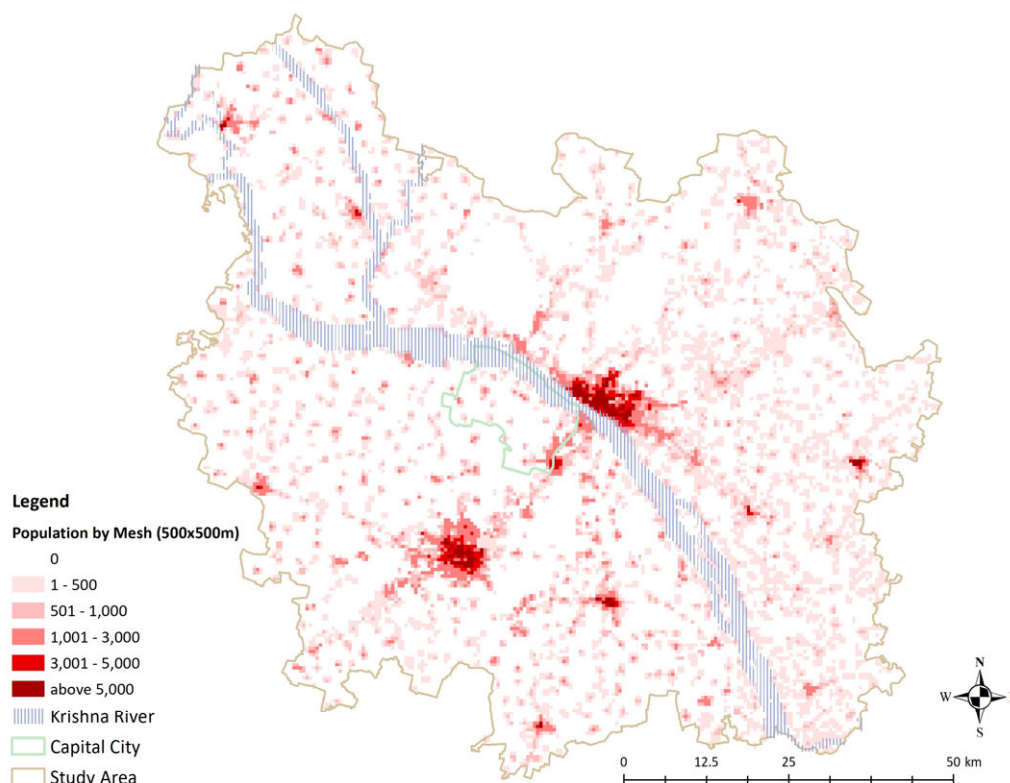 Legend
Population by Mesh (500x500m)
0
1 - 500
501 - 1,000
1,001 - 3,000
3,001 - 5,000
above 5,000
Krishna River
Capital City
Study Area
N
W
S
0 12.5 25 50 km